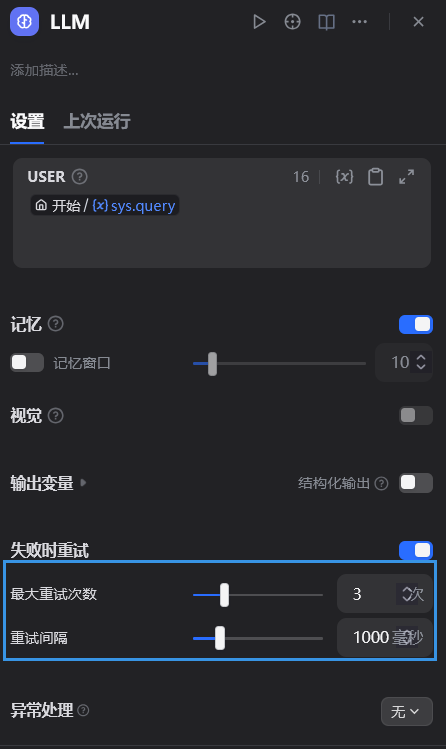 LLM
添加描述...
设置 上次运行
USER 16 {x}
开始 / {x} sys.query
记忆
记忆窗口 10
视觉
输出变量 结构化输出
失败时重试
最大重试次数 3 次
重试间隔 1000 毫秒
异常处理 无